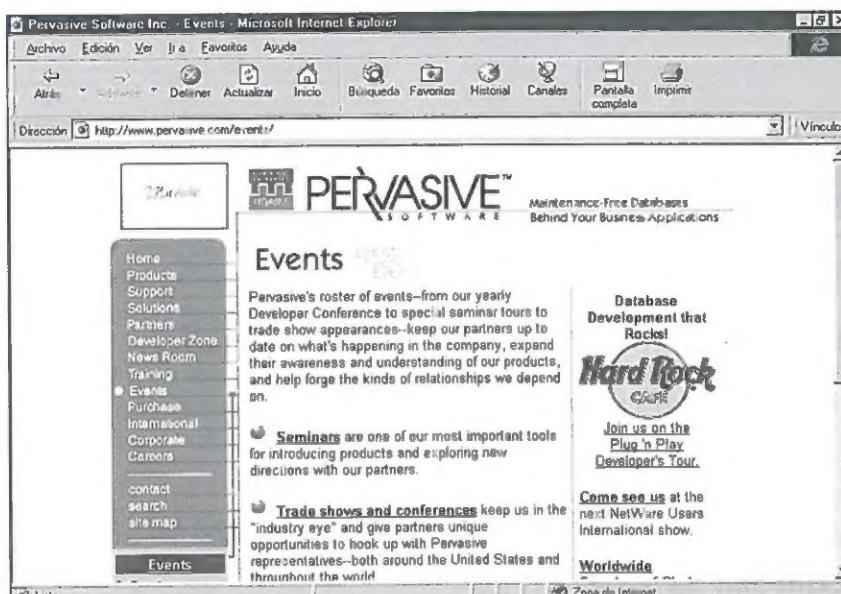 Pervasive Software Inc. - Events - Microsoft Internet Explorer
Archivo Edición Ver Ir a Favoritos Ayuda
Atrás Detener Actualizar Inicio Búsqueda Favoritos Historial Canales Pantalla completa Imprimir
Dirección http://www.pervasive.com/events/ Vínculo
PERVASIVE™
SOFTWARE
Maintenance-Free Databases
Behind Your Business Applications
Home
Products
Support
Solutions
Partners
Developer Zone
News Room
Training
Events
Purchase
International
Corporate
Careers
contact
search
site map
Events
Events
Pervasive's roster of events--from our yearly
Developer Conference to special seminar tours to
trade show appearances--keep our partners up to
date on what's happening in the company, expand
their awareness and understanding of our products,
and help forge the kinds of relationships we depend
on.
Seminars are one of our most important tools
for introducing products and exploring new
directions with our partners.
Trade shows and conferences keep us in the
"industry eye" and give partners unique
opportunities to hook up with Pervasive
representatives--both around the United States and
throughout the world
Database
Development that
Rocks!
Hard Rock
CAFE
Join us on the
Plug 'n Play
Developer's Tour.
Come see us at the
next NetWare Users
International show.
Worldwide
Zona de Internet